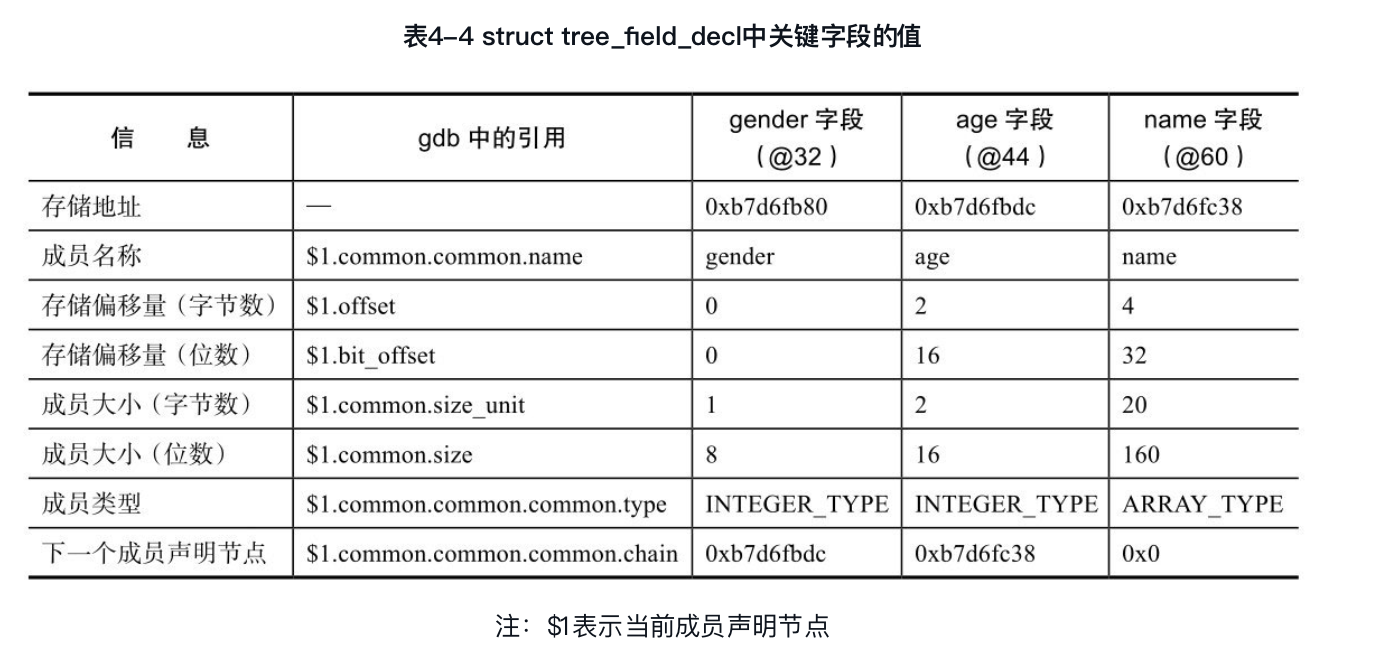 表4-4 struct tree_field_decl中关键字段的值
信 息 gdb 中的引用 gender 字段（@32） age 字段（@44） name 字段（@60）
存储地址 — 0xb7d6fb80 0xb7d6fbdc 0xb7d6fc38
成员名称 $1.common.common.name gender age name
存储偏移量（字节数） $1.offset 0 2 4
存储偏移量（位数） $1.bit_offset 0 16 32
成员大小（字节数） $1.common.size_unit 1 2 20
成员大小（位数） $1.common.size 8 16 160
成员类型 $1.common.common.common.type INTEGER_TYPE INTEGER_TYPE ARRAY_TYPE
下一个成员声明节点 $1.common.common.common.chain 0xb7d6fbdc 0xb7d6fc38 0x0
注：$1表示当前成员声明节点